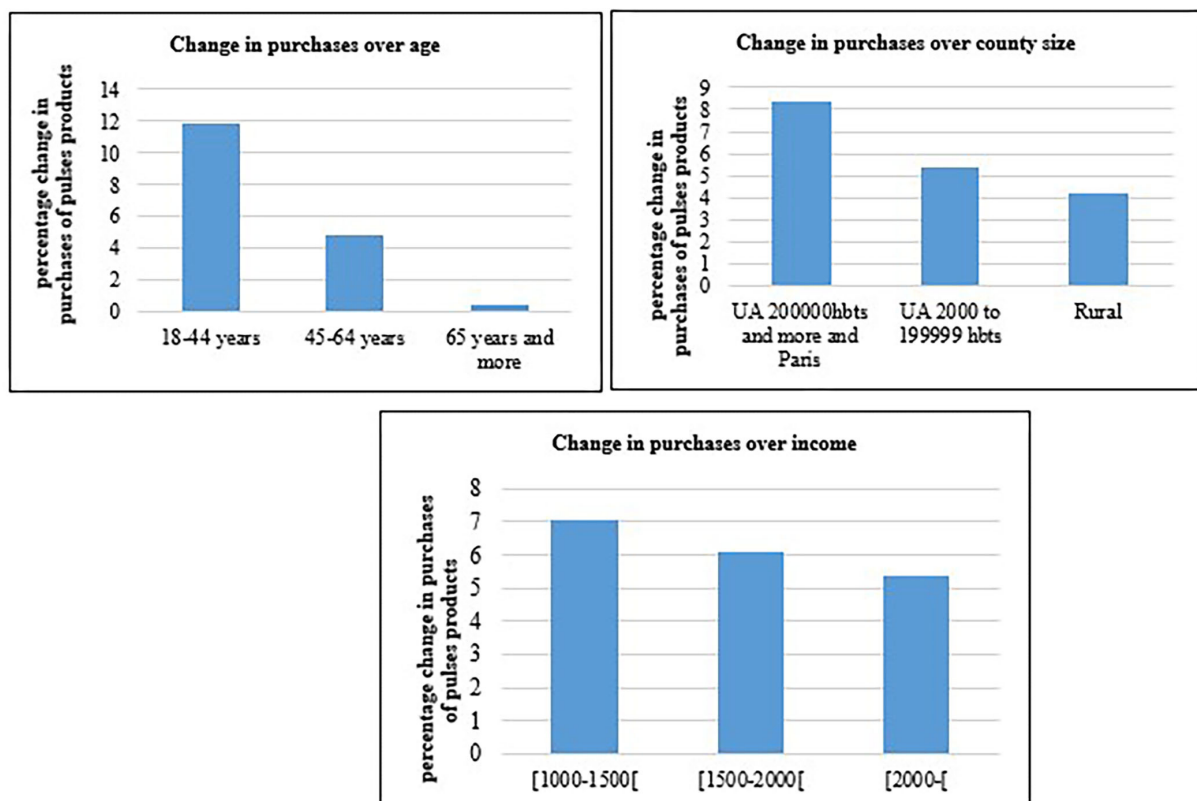 Change in purchases over age
percentage change in
purchases of pulses products
14
12
10
8
6
4
2
0
18-44 years
45-64 years
65 years and
more
Change in purchases over county size
percentage change in
purchases of pulses products
9
8
7
6
5
4
3
2
1
0
UA 200000hbts
and more and
Paris
UA 2000 to
199999 hbts
Rural
Change in purchases over income
percentage change in purchases
of pulses products
8
7
6
5
4
3
2
1
0
[1000-1500[
[1500-2000[
[2000-[